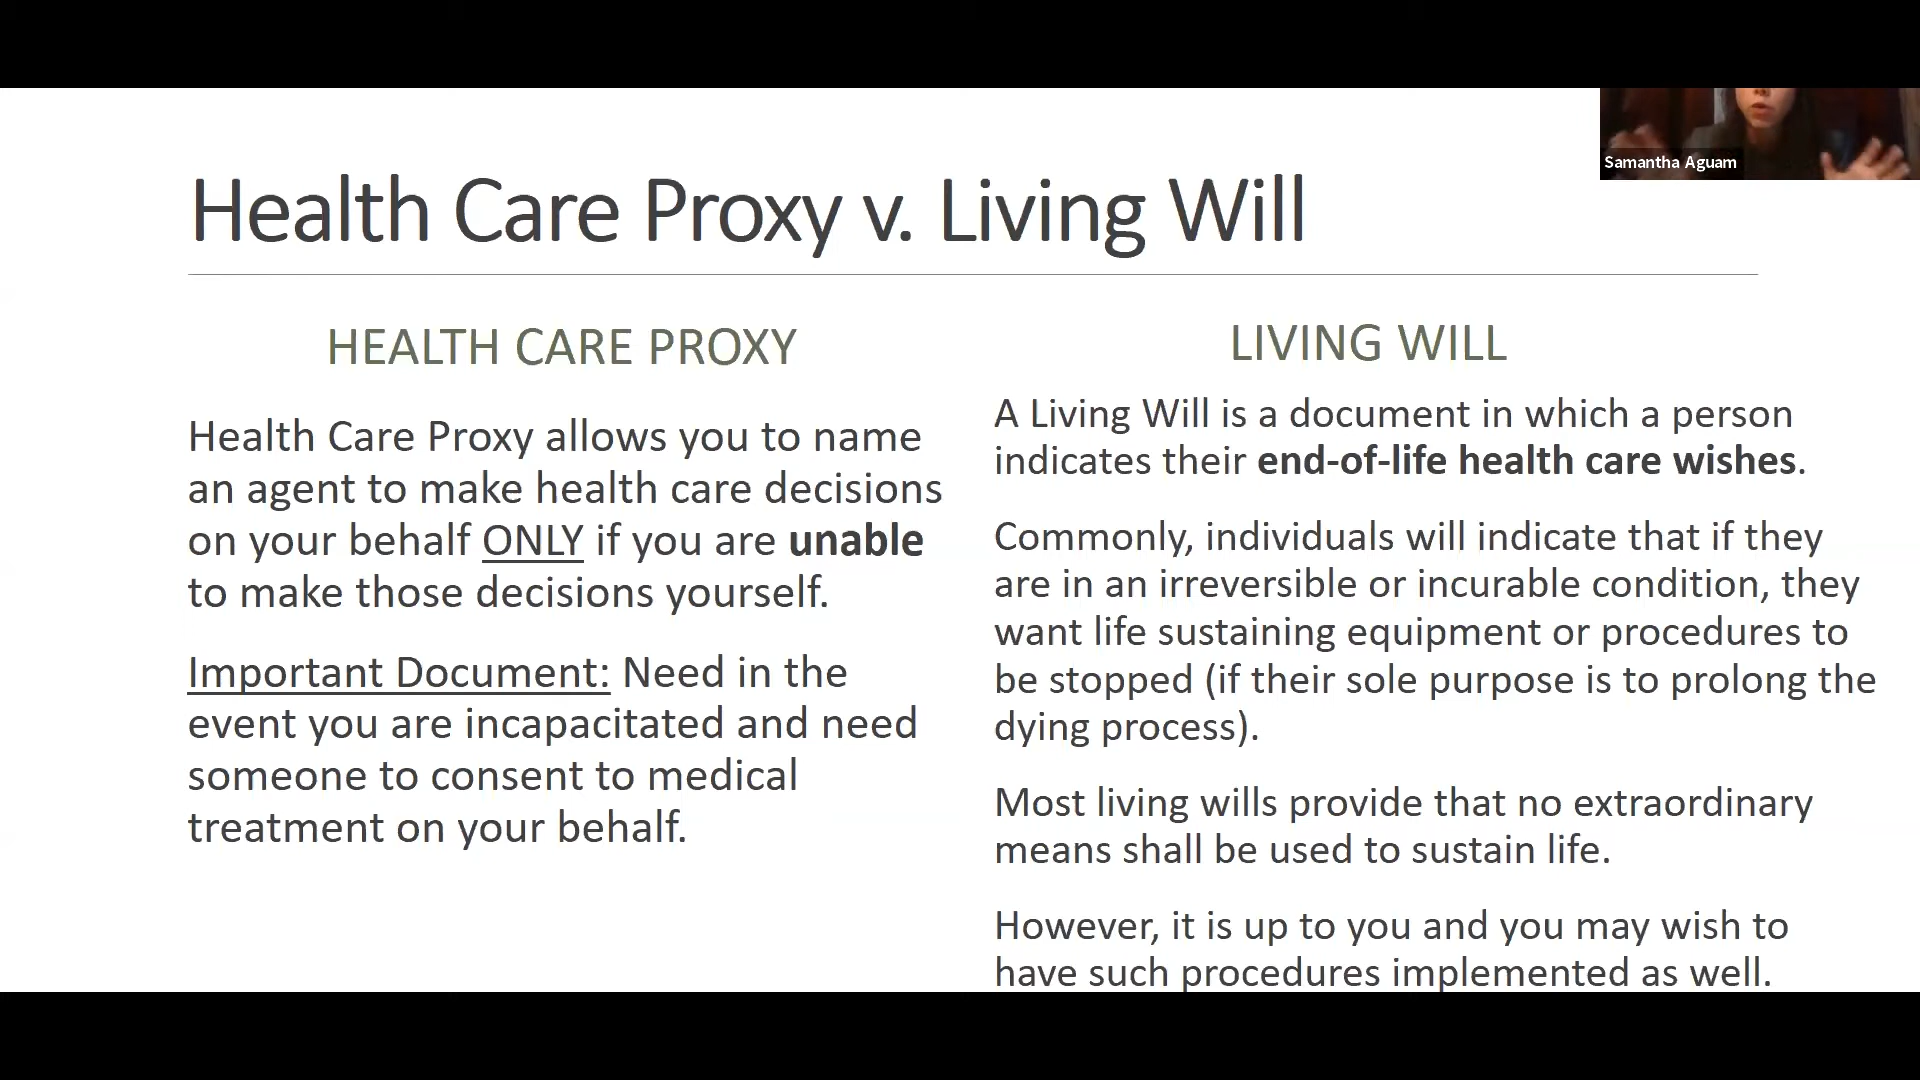 Samantha Aguam
Health Care Proxy v. Living Will
HEALTH CARE PROXY
Health Care Proxy allows you to name
an agent to make health care decisions
on your behalf ONLY if you are unable
to make those decisions yourself.
Important Document: Need in the
event you are incapacitated and need
someone to consent to medical
treatment on your behalf.
LIVING WILL
A Living Will is a document in which a person
indicates their end-of-life health care wishes.
Commonly, individuals will indicate that if they
are in an irreversible or incurable condition, they
want life sustaining equipment or procedures to
be stopped (if their sole purpose is to prolong the
dying process).
Most living wills provide that no extraordinary
means shall be used to sustain life.
However, it is up to you and you may wish to
have such procedures implemented as well.